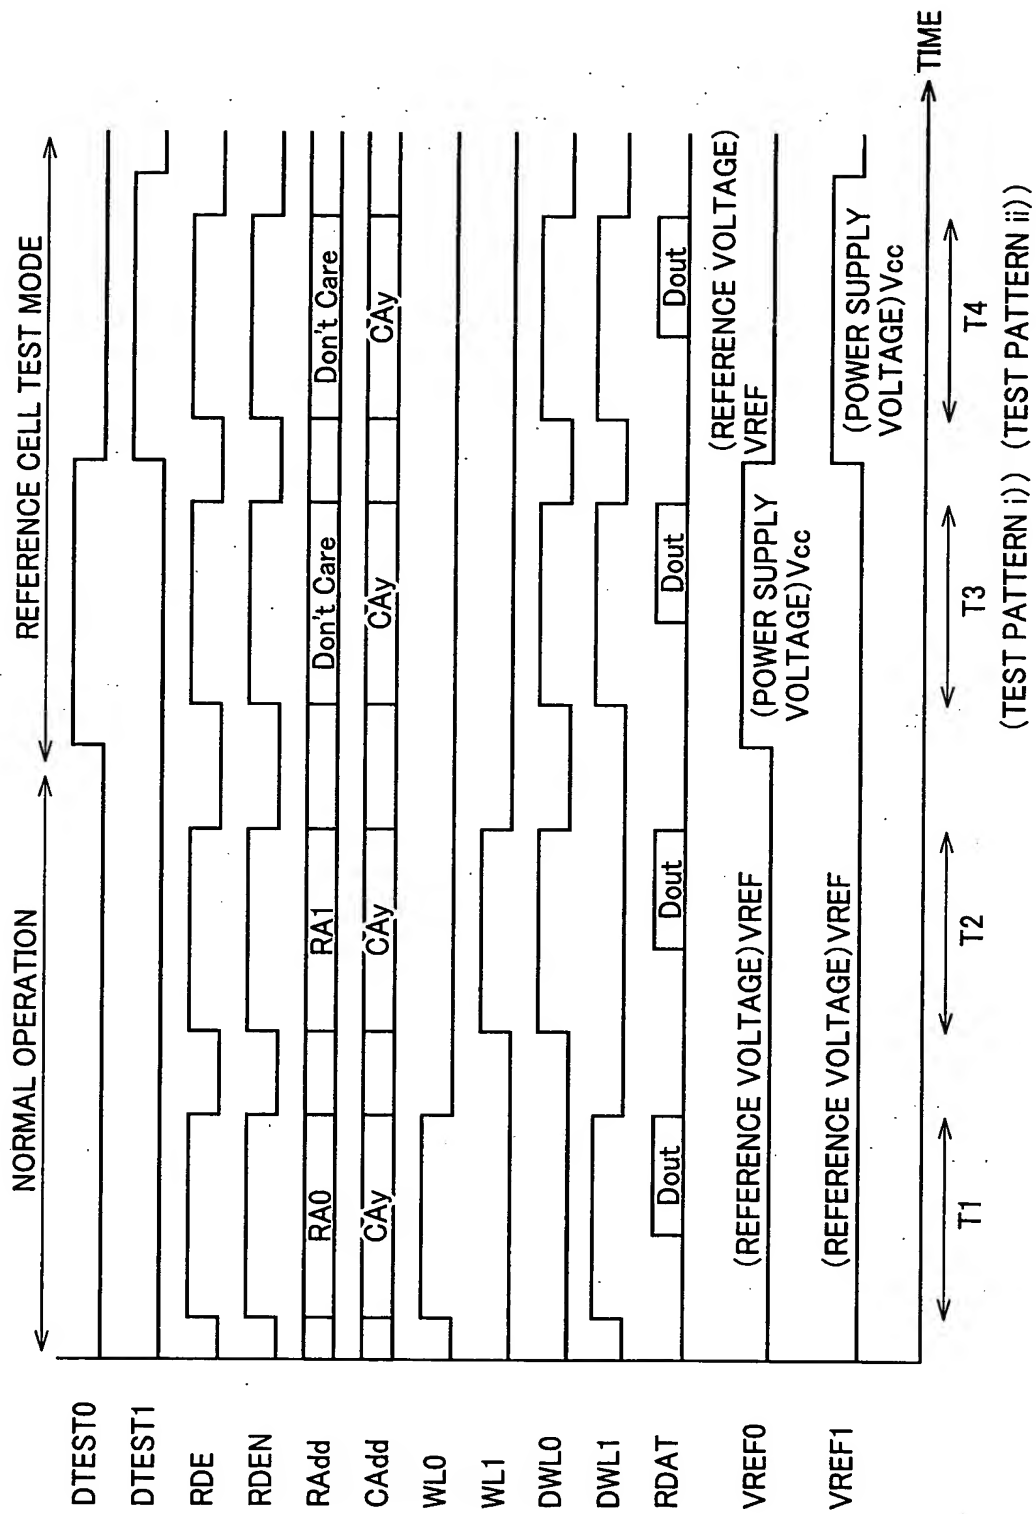 NORMAL OPERATION
REFERENCE CELL TEST MODE
DTEST0
DTEST1
RDE
RDEN
RAdd
RA0
RA1
Don't Care
Don't Care
CAdd
CAy
CAy
CAy
CAy
WL0
WL1
DWL0
DWL1
RDAT
Dout
Dout
Dout
Dout
VREF0
(REFERENCE VOLTAGE)VREF
(POWER SUPPLY
VOLTAGE)Vcc
(REFERENCE VOLTAGE)
VREF
VREF1
(REFERENCE VOLTAGE)VREF
(POWER SUPPLY
VOLTAGE)Vcc
TIME
T1
T2
T3
T4
(TEST PATTERN i))
(TEST PATTERN ii))